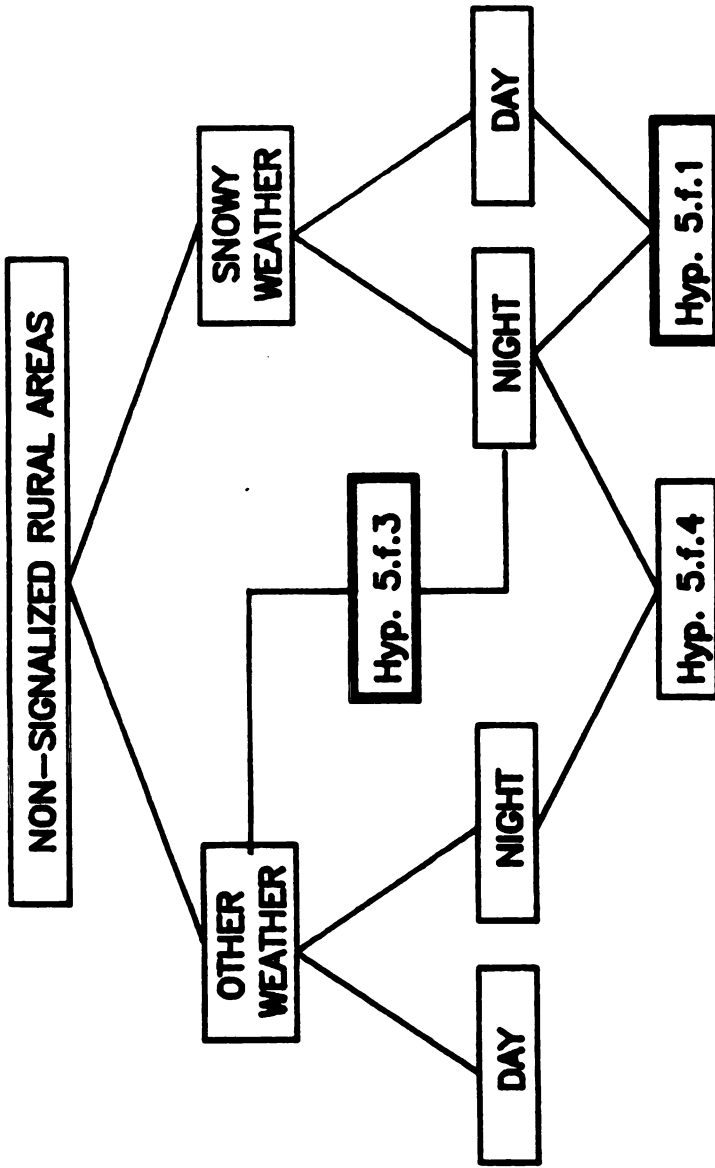 NON-SIGNALIZED RURAL AREAS
OTHER
WEATHER
SNOWY
WEATHER
Hyp. 5.f.3
DAY
NIGHT
NIGHT
DAY
Hyp. 5.f.4
Hyp. 5.f.1